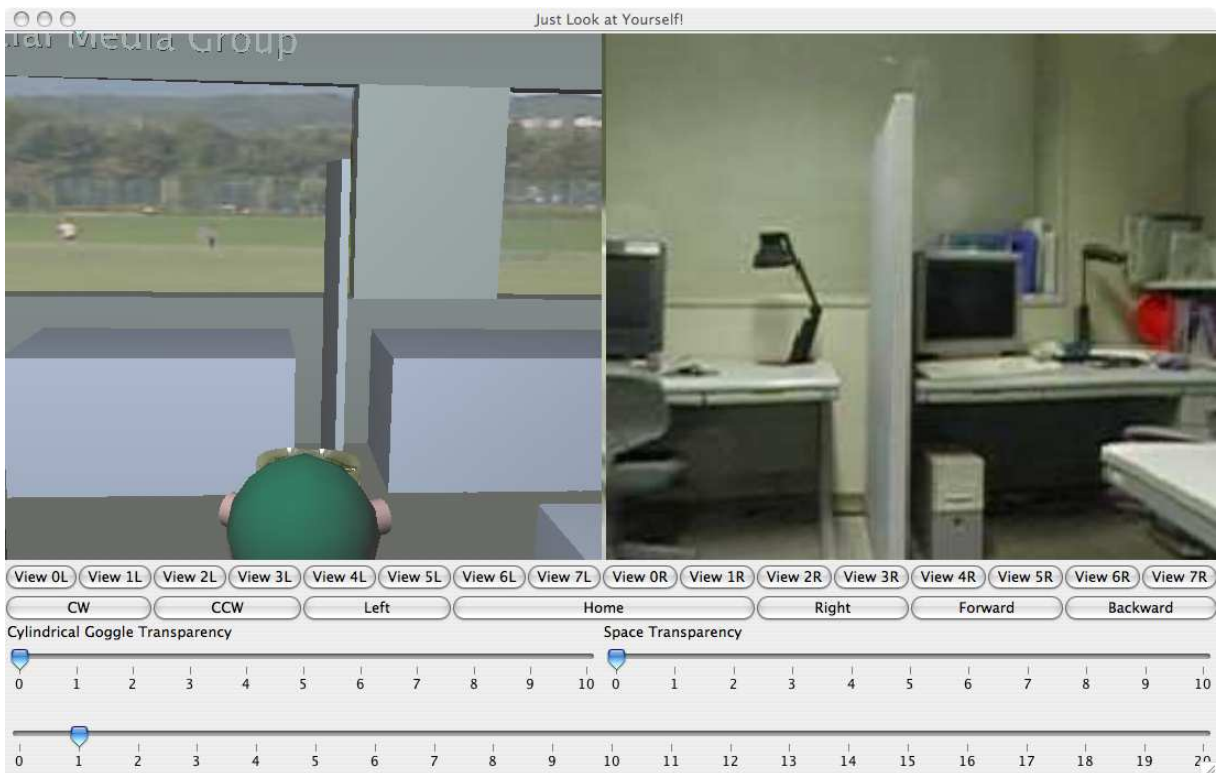 Just Look at Yourself!
Media Group
View 0L View 1L View 2L View 3L View 4L View 5L View 6L View 7L View 0R View 1R View 2R View 3R View 4R View 5R View 6R View 7R
CW CCW Left Home Right Forward Backward
Cylindrical Goggle Transparency Space Transparency
0 1 2 3 4 5 6 7 8 9 10 0 1 2 3 4 5 6 7 8 9 10
0 1 2 3 4 5 6 7 8 9 10 11 12 13 14 15 16 17 18 19 20